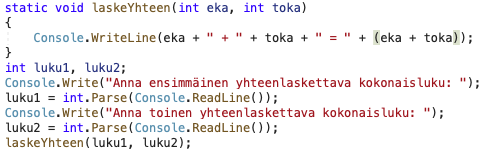 static void laskeYhteen(int eka, int toka)
{
    Console.WriteLine(eka + " + " + toka + " = " + (eka + toka));
}
int luku1, luku2;
Console.Write("Anna ensimmäinen yhteenlaskettava kokonaisluku: ");
luku1 = int.Parse(Console.ReadLine());
Console.Write("Anna toinen yhteenlaskettava kokonaisluku: ");
luku2 = int.Parse(Console.ReadLine());
laskeYhteen(luku1, luku2);